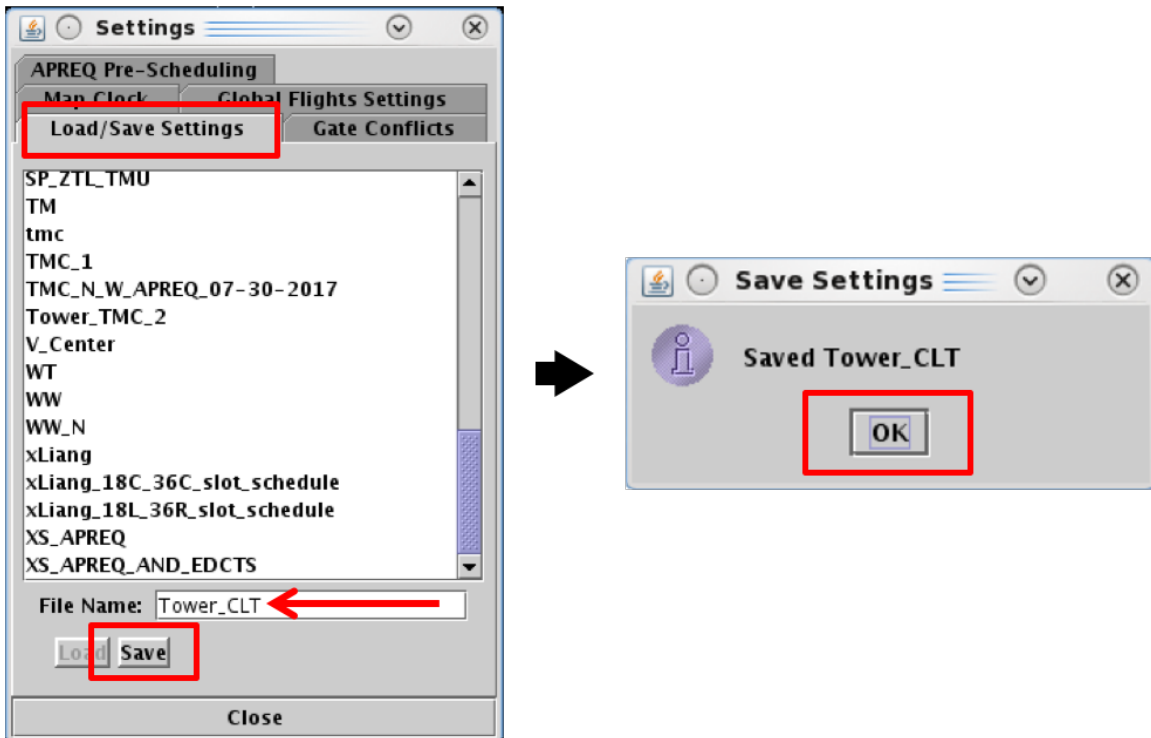 Settings
APREQ Pre-Scheduling
Map Clock Global Flights Settings
Load/Save Settings Gate Conflicts
SP_ZTL_TMU
TM
tmc
TMC_1
TMC_N_W_APREQ_07-30-2017
Tower_TMC_2
V_Center
WT
WW
WW_N
xLiang
xLiang_18C_36C_slot_schedule
xLiang_18L_36R_slot_schedule
XS_APREQ
XS_APREQ_AND_EDCTS
File Name: Tower_CLT
Load Save
Close
Save Settings
Saved Tower_CLT
OK